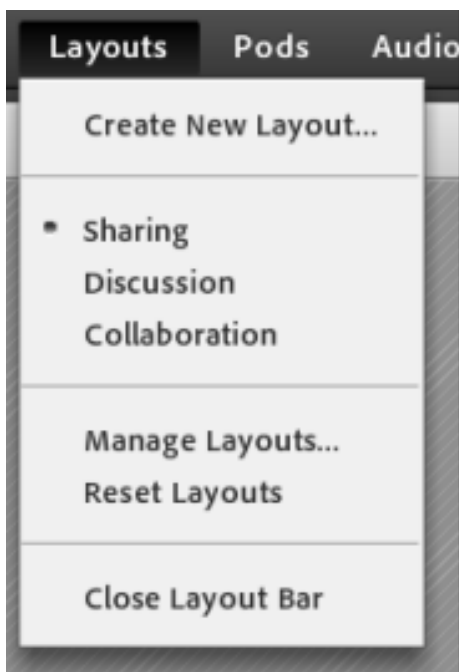 Layouts Pods Audio
Create New Layout...
Sharing
Discussion
Collaboration
Manage Layouts...
Reset Layouts
Close Layout Bar